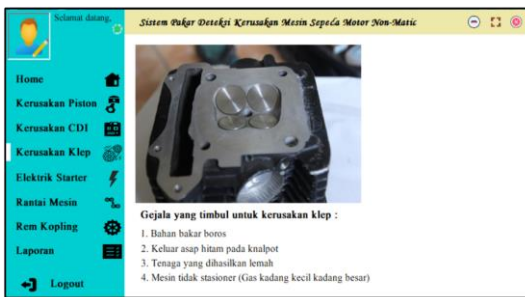 Selamat datang,
Sistem Pakar Deteksi Kerusakan Mesin Sepeda Motor Non-Matic
Home
Kerusakan Piston
Kerusakan CDI
Kerusakan Klep
Elektrik Starter
Rantai Mesin
Rem Kopling
Laporan
Logout
Gejala yang timbul untuk kerusakan klep :
1. Bahan bakar boros
2. Keluar asap hitam pada knalpot
3. Tenaga yang dihasilkan lemah
4. Mesin tidak stasioner (Gas kadang kecil kadang besar)